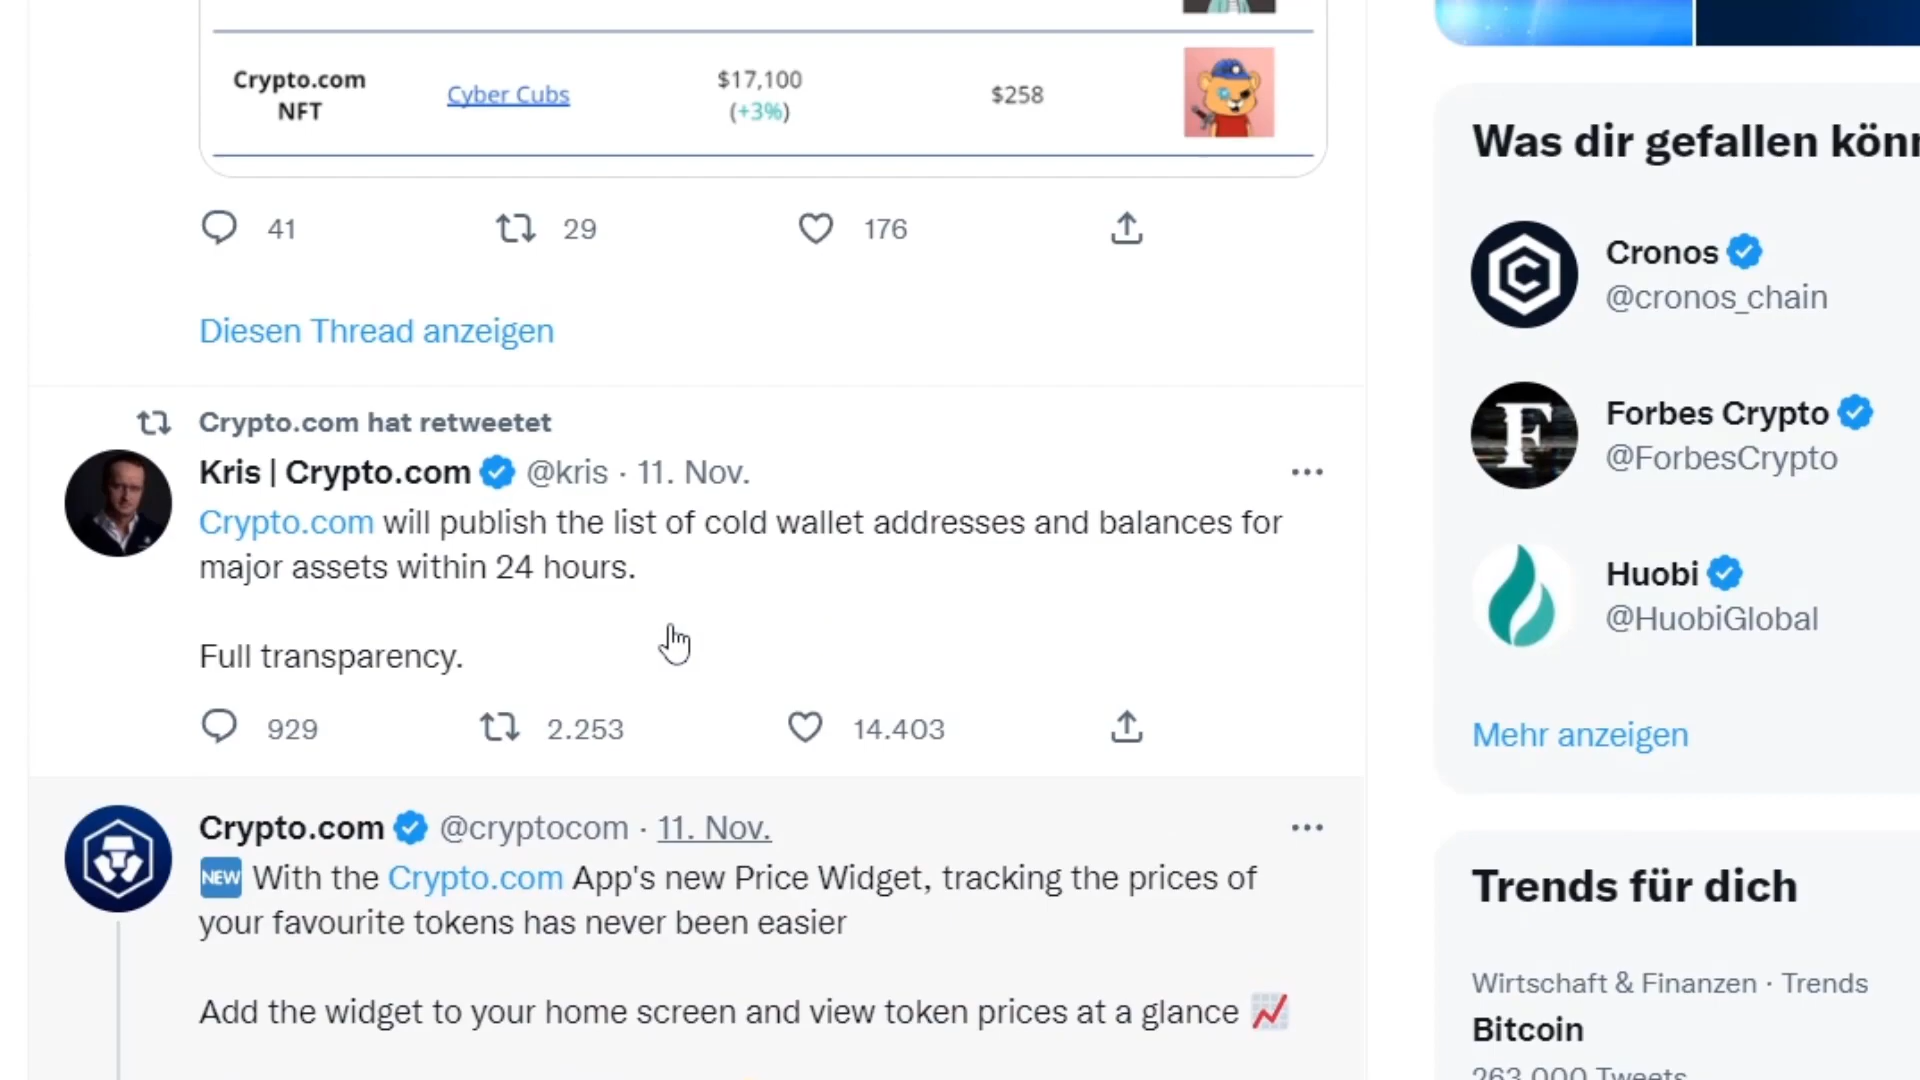 Crypto.com
NFT
Cyber Cubs
$17,100
(+3%)
$258
41
29
176
Diesen Thread anzeigen
Crypto.com hat retweetet
Kris | Crypto.com @kris · 11. Nov.
Crypto.com will publish the list of cold wallet addresses and balances for
major assets within 24 hours.
Full transparency.
929
2.253
14.403
Crypto.com @cryptocom · 11. Nov.
NEW With the Crypto.com App's new Price Widget, tracking the prices of
your favourite tokens has never been easier
Add the widget to your home screen and view token prices at a glance
Was dir gefallen könn
Cronos
@cronos_chain
F
Forbes Crypto
@ForbesCrypto
Huobi
@HuobiGlobal
Mehr anzeigen
Trends für dich
Wirtschaft & Finanzen · Trends
Bitcoin
263.000 Tweets